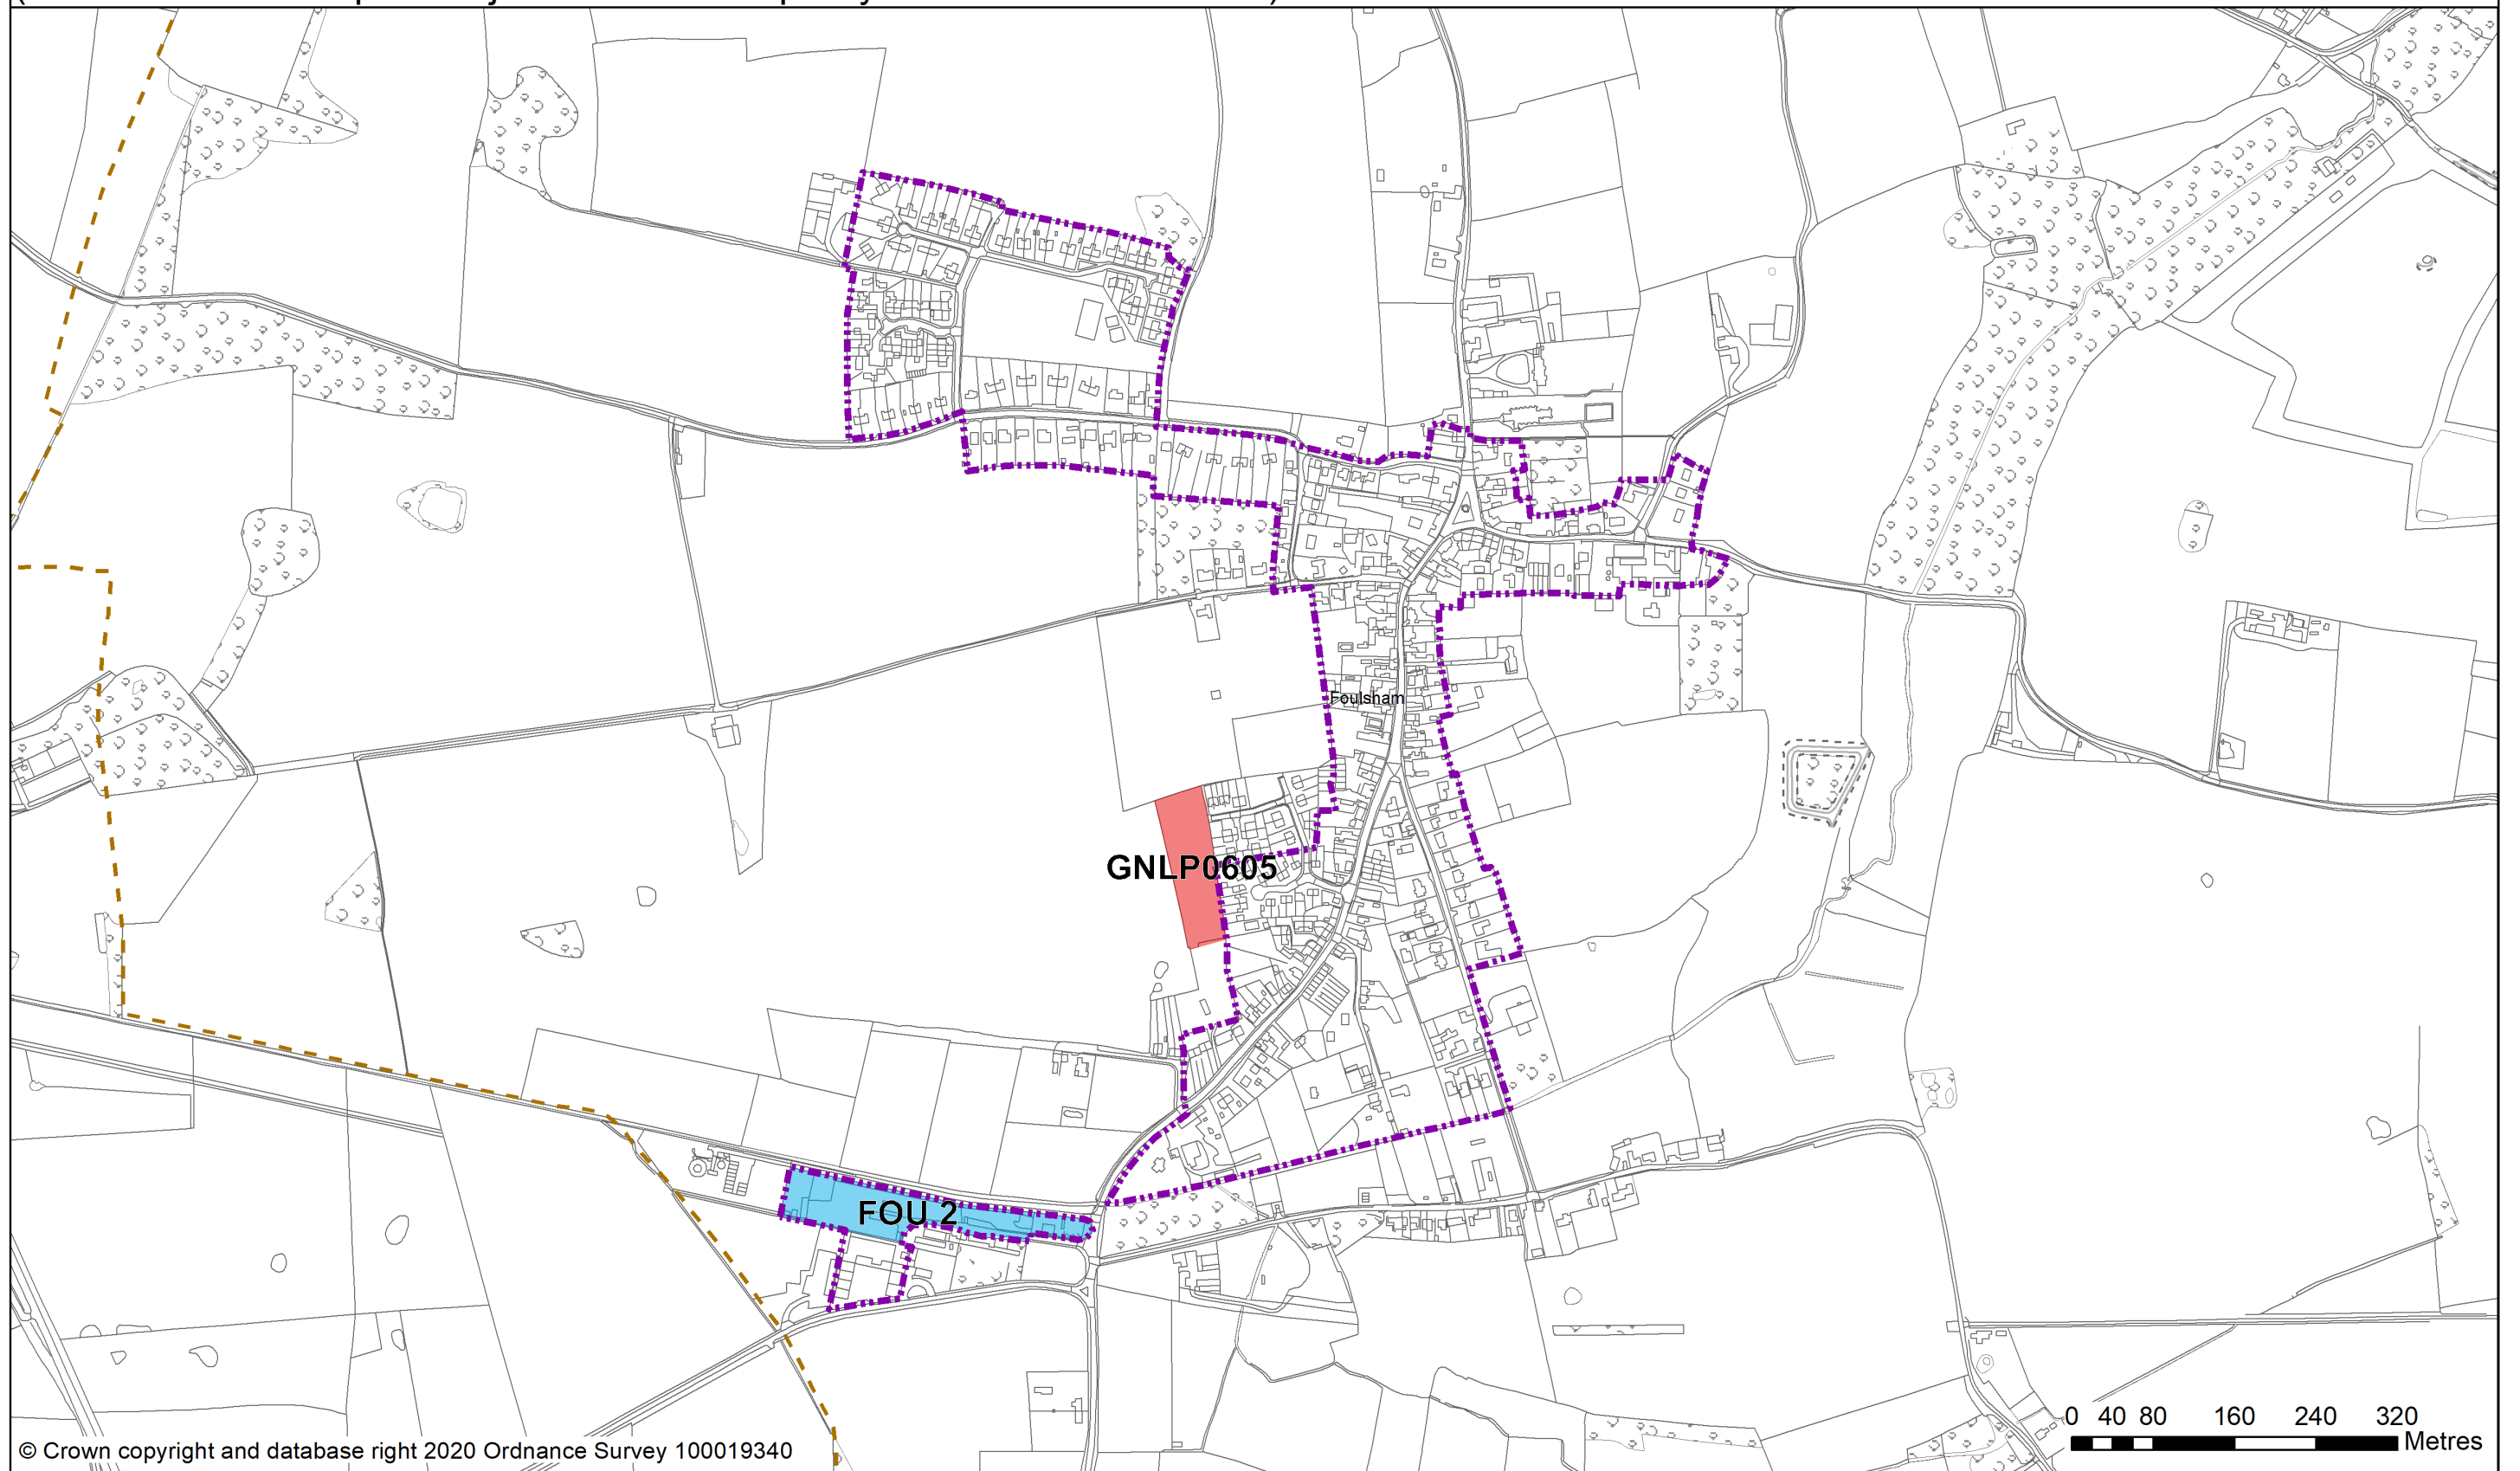 Foulsham
GNLP0605
FOU 2
0 40 80 160 240 320
Metres
© Crown copyright and database right 2020 Ordnance Survey 100019340